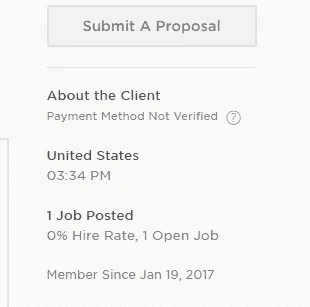 Submit A Proposal
About the Client
Payment Method Not Verified ?
United States
03:34 PM
1 Job Posted
0% Hire Rate, 1 Open Job
Member Since Jan 19, 2017